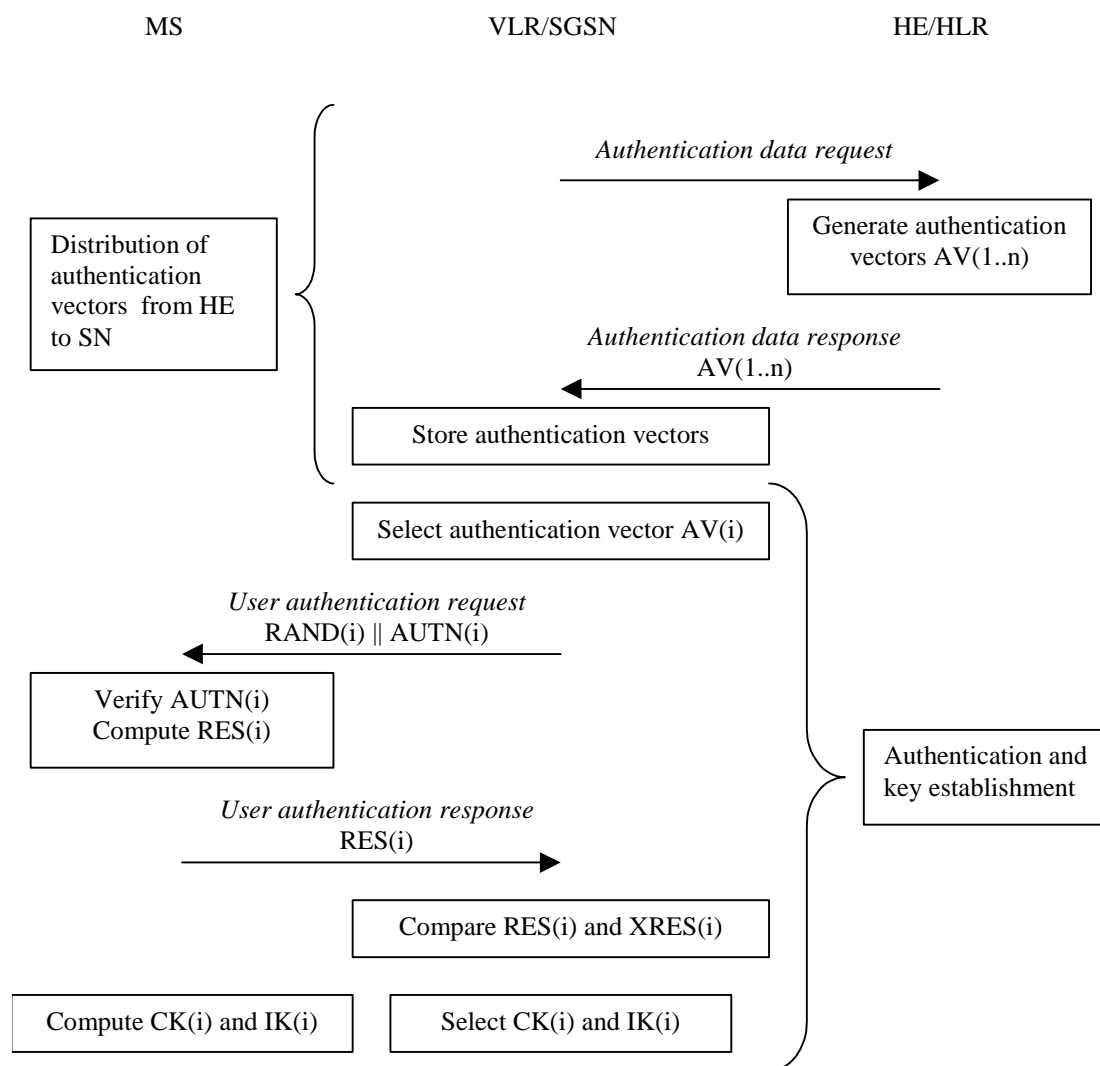 MS VLR/SGSN HE/HLR
Authentication data request
Generate authentication
vectors AV(1..n)
Distribution of
authentication
vectors from HE
to SN
Authentication data response
AV(1..n)
Store authentication vectors
Select authentication vector AV(i)
User authentication request
RAND(i) || AUTN(i)
Verify AUTN(i)
Compute RES(i)
Authentication and
key establishment
User authentication response
RES(i)
Compare RES(i) and XRES(i)
Compute CK(i) and IK(i)
Select CK(i) and IK(i)